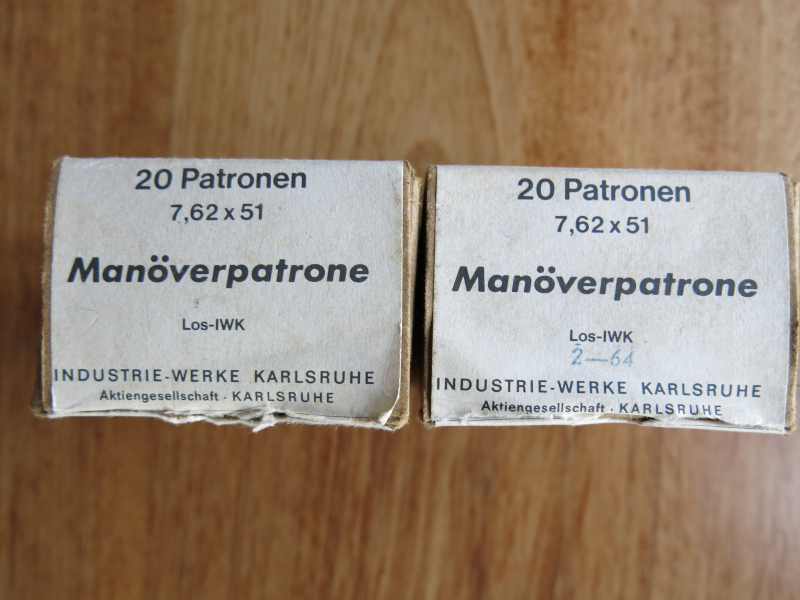 20 Patronen
7,62 x 51
Manöverpatrone
Los-IWK
INDUSTRIE-WERKE KARLSRUHE
Aktiengesellschaft · KARLSRUHE
20 Patronen
7,62 x 51
Manöverpatrone
Los-IWK
2—64
INDUSTRIE-WERKE KARLSRUHE
Aktiengesellschaft · KARLSRUHE